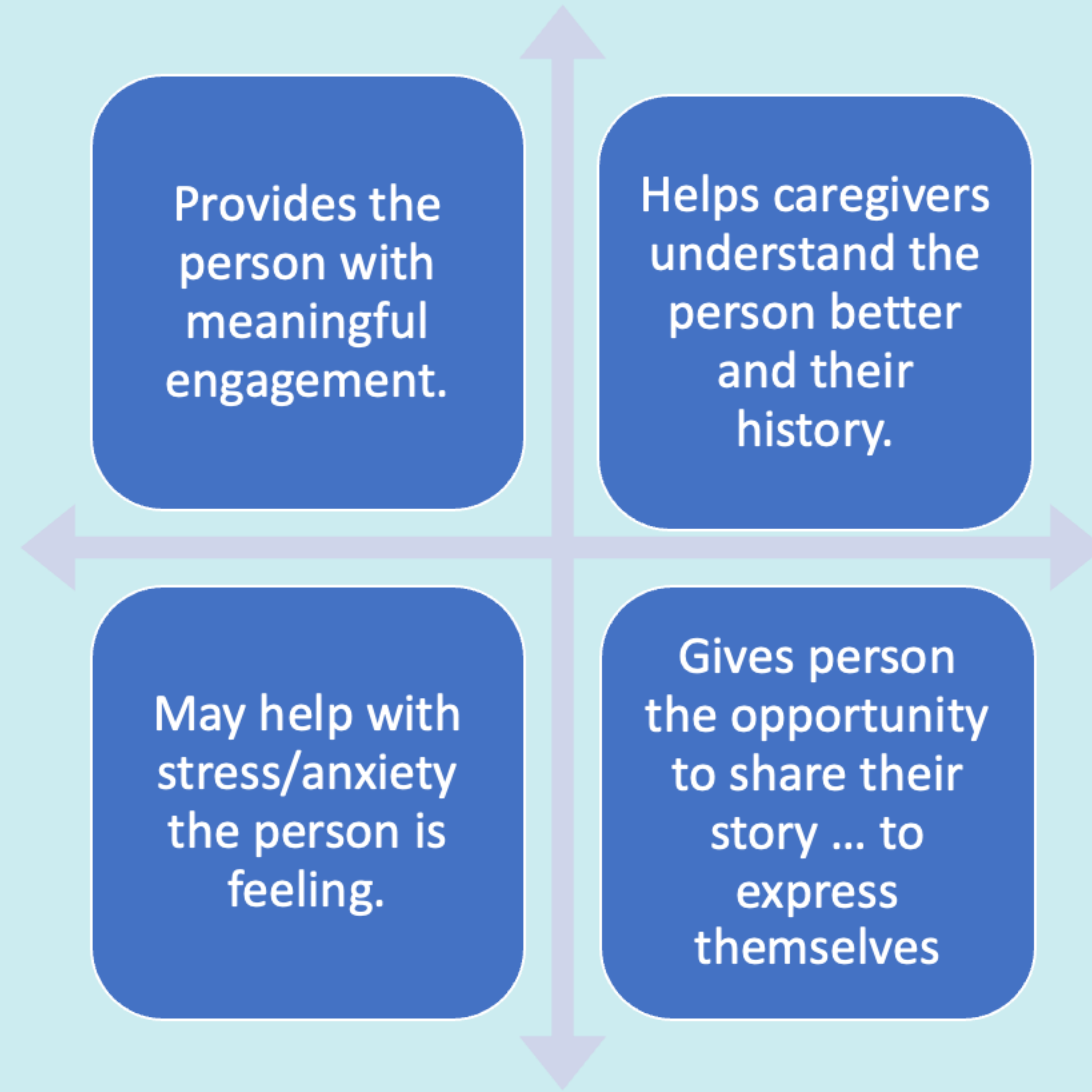 Provides the
person with
meaningful
engagement.
Helps caregivers
understand the
person better
and their
history.
May help with
stress/anxiety
the person is
feeling.
Gives person
the opportunity
to share their
story ... to
express
themselves